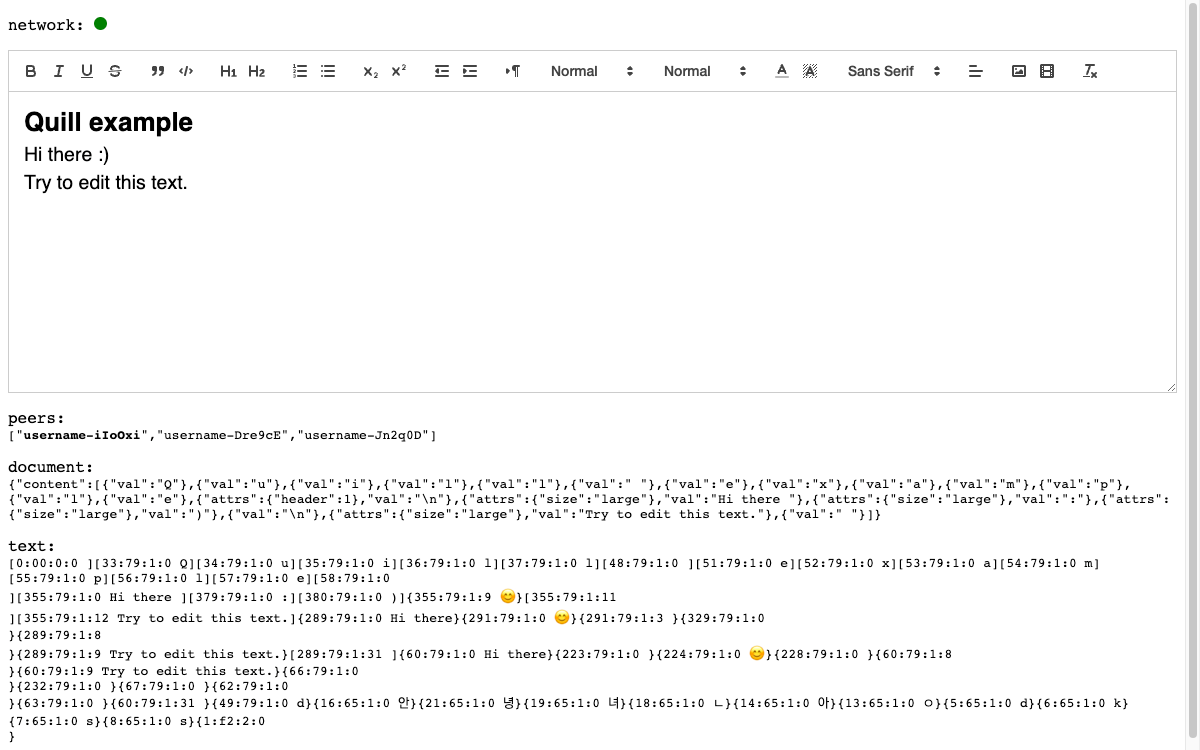 network:
B I U S H1 H2 X2 X2 Normal Normal A A Sans Serif Tx
Quill example
Hi there :)
Try to edit this text.
peers:
["username-iIoOxi","username-Dre9cE","username-Jn2q0D"]
document:
{"content":[{"val":"Q"},{"val":"u"},{"val":"i"},{"val":"l"},{"val":"l"},{"val":" "},{"val":"e"},{"val":"x"},{"val":"a"},{"val":"m"},{"val":"p"},
{"val":"l"},{"val":"e"},{"attrs":{"header":1},"val":"\n"},{"attrs":{"size":"large"},"val":"Hi there "},{"attrs":{"size":"large"},"val":":"},{"attrs":
{"size":"large"},"val":")"},{"val":"\n"},{"attrs":{"size":"large"},"val":"Try to edit this text."},{"val":" "}]}
text:
[0:00:0:0 ][33:79:1:0 Q][34:79:1:0 u][35:79:1:0 i][36:79:1:0 l][37:79:1:0 l][48:79:1:0 ][51:79:1:0 e][52:79:1:0 x][53:79:1:0 a][54:79:1:0 m]
[55:79:1:0 p][56:79:1:0 l][57:79:1:0 e][58:79:1:0
][355:79:1:0 Hi there ][379:79:1:0 :][380:79:1:0 )]{355:79:1:9 😊}[355:79:1:11
][355:79:1:12 Try to edit this text.]{289:79:1:0 Hi there}{291:79:1:0 😊}{291:79:1:3 }{329:79:1:0
}{289:79:1:8
}{289:79:1:9 Try to edit this text.}[289:79:1:31 ]{60:79:1:0 Hi there}{223:79:1:0 }{224:79:1:0 😊}{228:79:1:0 }{60:79:1:8
}{60:79:1:9 Try to edit this text.}{66:79:1:0
}{232:79:1:0 }{67:79:1:0 }{62:79:1:0
}{63:79:1:0 }{60:79:1:31 }{49:79:1:0 d}{16:65:1:0 안}{21:65:1:0 녕}{19:65:1:0 녀}{18:65:1:0 ㄴ}{14:65:1:0 아}{13:65:1:0 ㅇ}{5:65:1:0 d}{6:65:1:0 k}
{7:65:1:0 s}{8:65:1:0 s}{1:f2:2:0
}